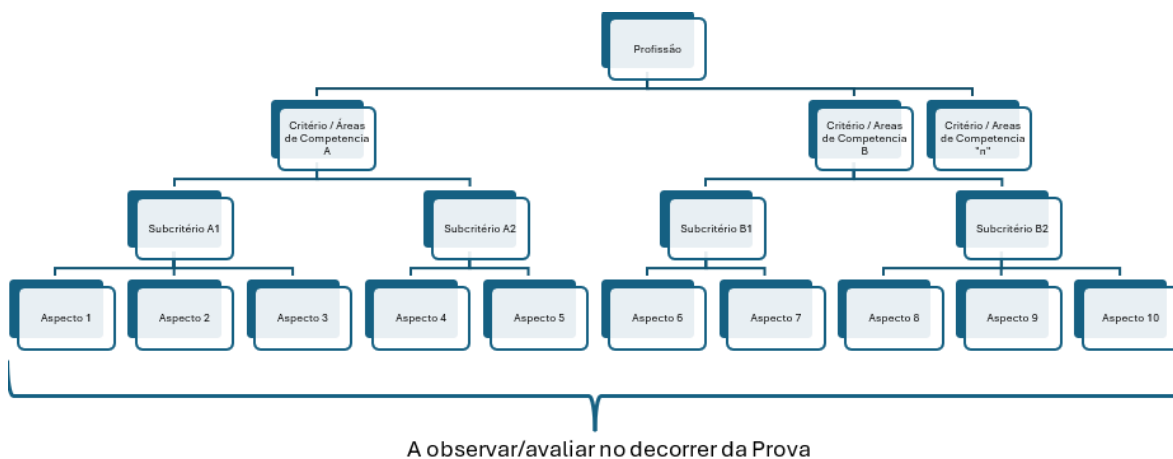 Profissão
Critério / Áreas
de Competencia
A
Critério / Areas
de Competencia
B
Critério / Areas
de Competencia
"n"
Subcritério A1
Subcritério A2
Subcritério B1
Subcritério B2
Aspecto 1
Aspecto 2
Aspecto 3
Aspecto 4
Aspecto 5
Aspecto 6
Aspecto 7
Aspecto 8
Aspecto 9
Aspecto 10
A observar/avaliar no decorrer da Prova